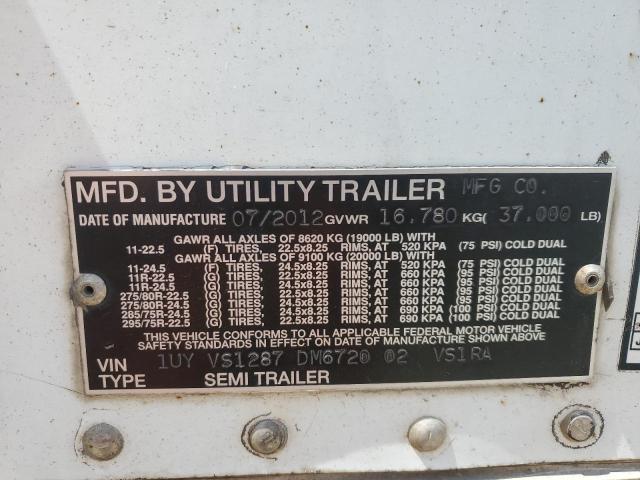 MFD. BY UTILITY TRAILER MFG CO.
DATE OF MANUFACTURE 07/2012 GVWR 16.780 KG( 37.000 LB)
GAWR ALL AXLES OF 8620 KG (19000 LB) WITH
11-22.5 (F) TIRES, 22.5x8.25 RIMS, AT 520 KPA (75 PSI) COLD DUAL
GAWR ALL AXLES OF 9100 KG (20000 LB) WITH
11-24.5 (F) TIRES, 24.5x8.25 RIMS, AT 520 KPA (75 PSI) COLD DUAL
11R-22.5 (G) TIRES, 22.5x8.25 RIMS, AT 660 KPA (95 PSI) COLD DUAL
11R-24.5 (G) TIRES, 24.5x8.25 RIMS, AT 660 KPA (95 PSI) COLD DUAL
275/80R-22.5 (G) TIRES, 22.5x8.25 RIMS, AT 660 KPA (95 PSI) COLD DUAL
275/80R-24.5 (G) TIRES, 24.5x8.25 RIMS, AT 660 KPA (95 PSI) COLD DUAL
285/75R-24.5 (G) TIRES, 24.5x8.25 RIMS, AT 690 KPA (100 PSI) COLD DUAL
295/75R-22.5 (G) TIRES, 22.5x8.25 RIMS, AT 690 KPA (100 PSI) COLD DUAL
THIS VEHICLE CONFORMS TO ALL APPLICABLE FEDERAL MOTOR VEHICLE
SAFETY STANDARDS IN EFFECT ON DATE OF MANUFACTURE SHOWN ABOVE
VIN 1UY VS1287 DM6720 02 VS1RA
TYPE SEMI TRAILER